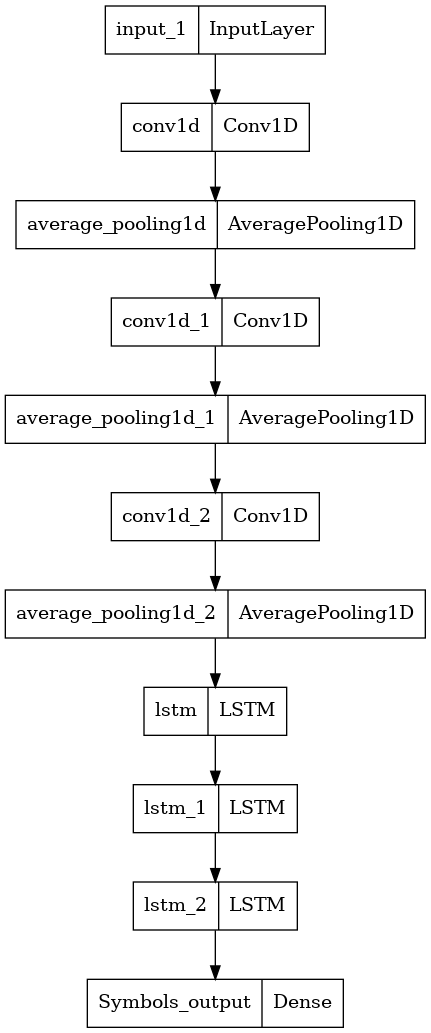 input_1 InputLayer
conv1d Conv1D
average_pooling1d AveragePooling1D
conv1d_1 Conv1D
average_pooling1d_1 AveragePooling1D
conv1d_2 Conv1D
average_pooling1d_2 AveragePooling1D
lstm LSTM
lstm_1 LSTM
lstm_2 LSTM
Symbols_output Dense